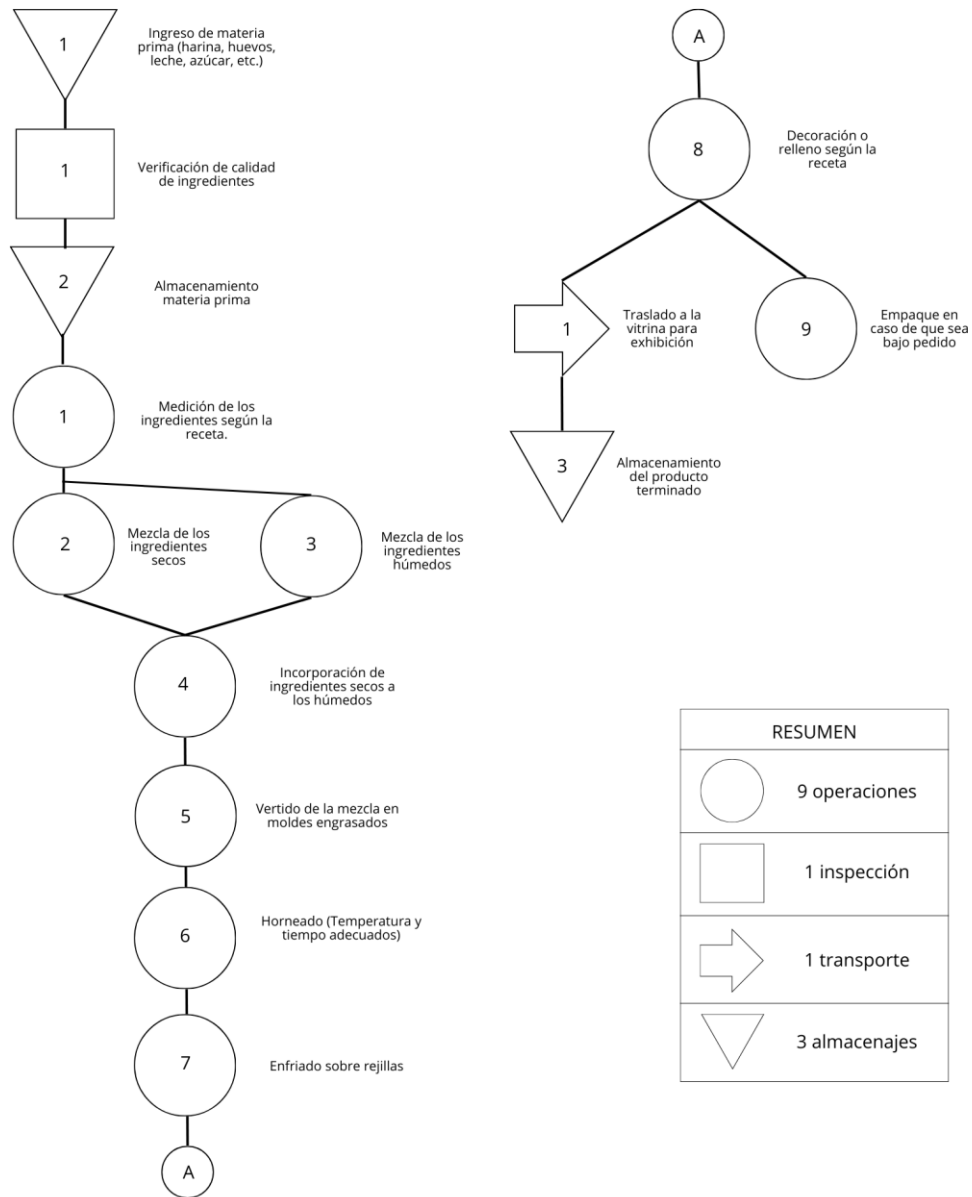 1
Ingreso de materia
prima (harina, huevos,
leche, azúcar, etc.)
1
Verificación de calidad
de ingredientes
2
Almacenamiento
materia prima
1
Medición de los
ingredientes según la
receta.
2
Mezcla de los
ingredientes
secos
3
Mezcla de los
ingredientes
húmedos
4
Incorporación de
ingredientes secos a
los húmedos
5
Vertido de la mezcla en
moldes engrasados
6
Horneado (Temperatura y
tiempo adecuados)
7
Enfriado sobre rejillas
A
A
8
Decoración o
relleno según la
receta
1
Traslado a la
vitrina para
exhibición
9
Empaque en
caso de que sea
bajo pedido
3
Almacenamiento
del producto
terminado
RESUMEN
9 operaciones
1 inspección
1 transporte
3 almacenajes